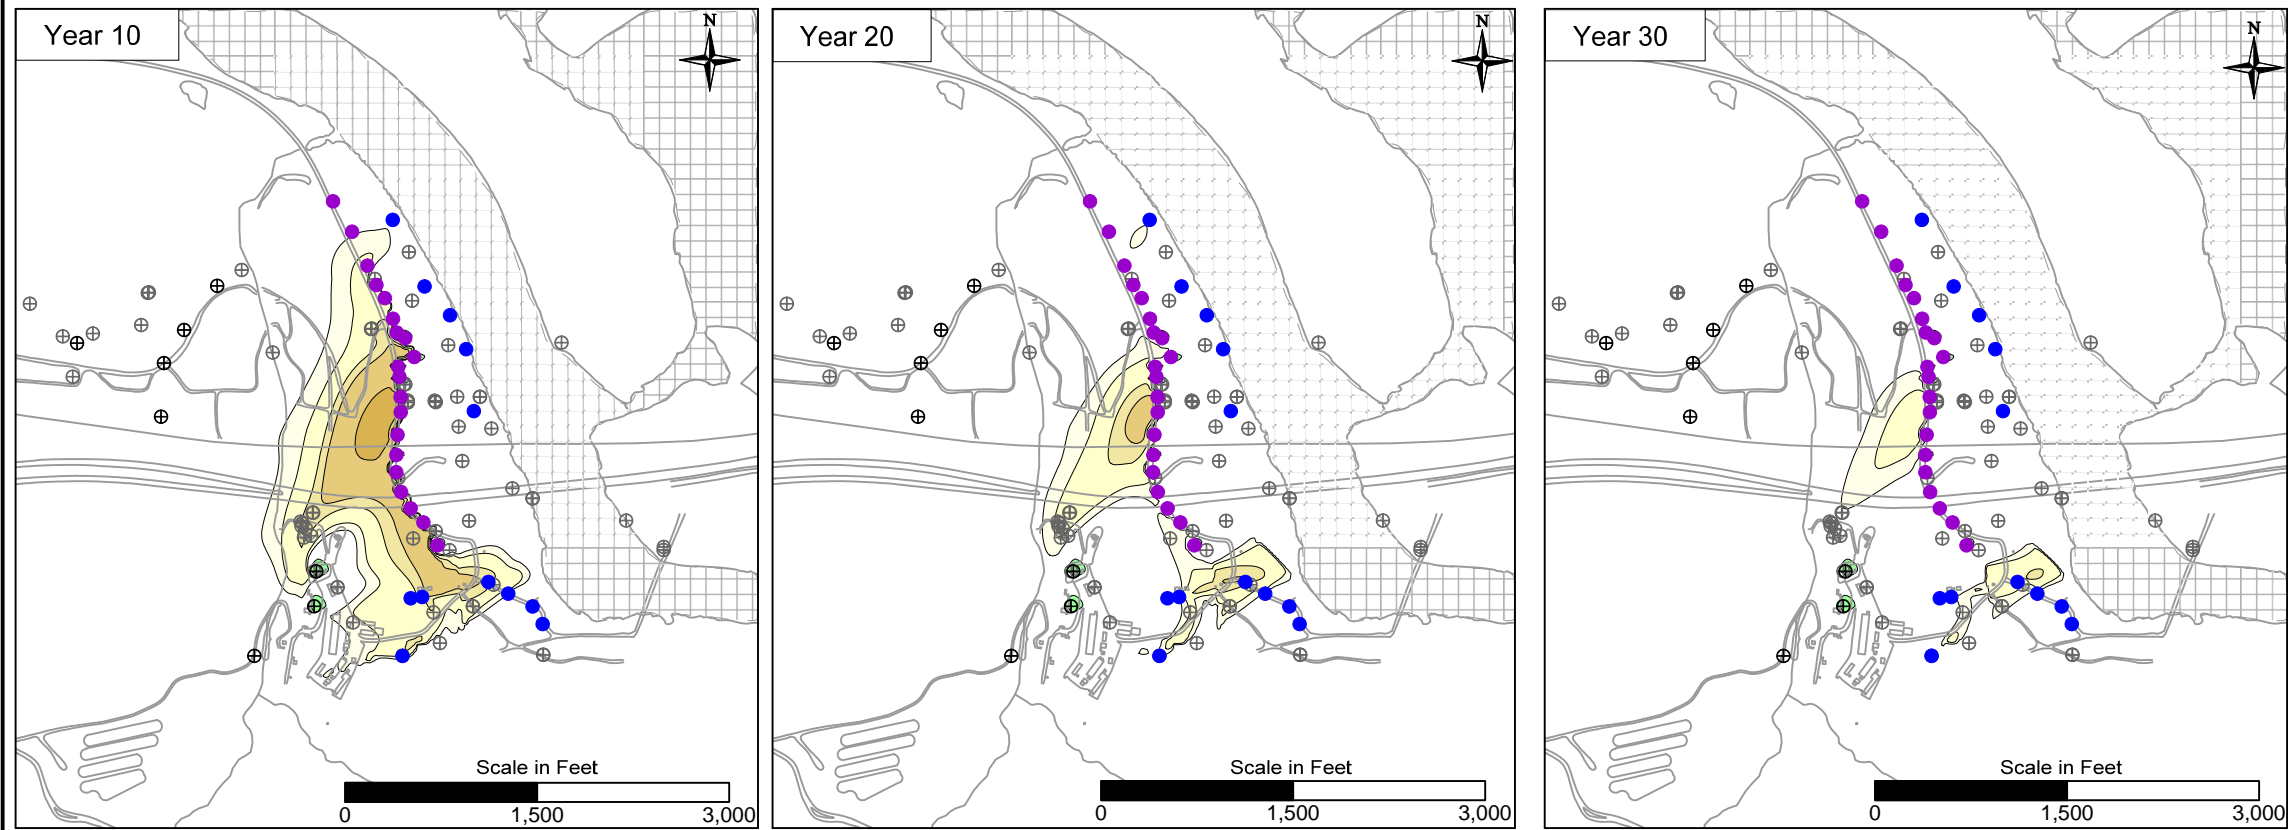 Year 10
N
Scale in Feet
0 1,500 3,000
Year 20
N
Scale in Feet
0 1,500 3,000
Year 30
N
Scale in Feet
0 1,500 3,000